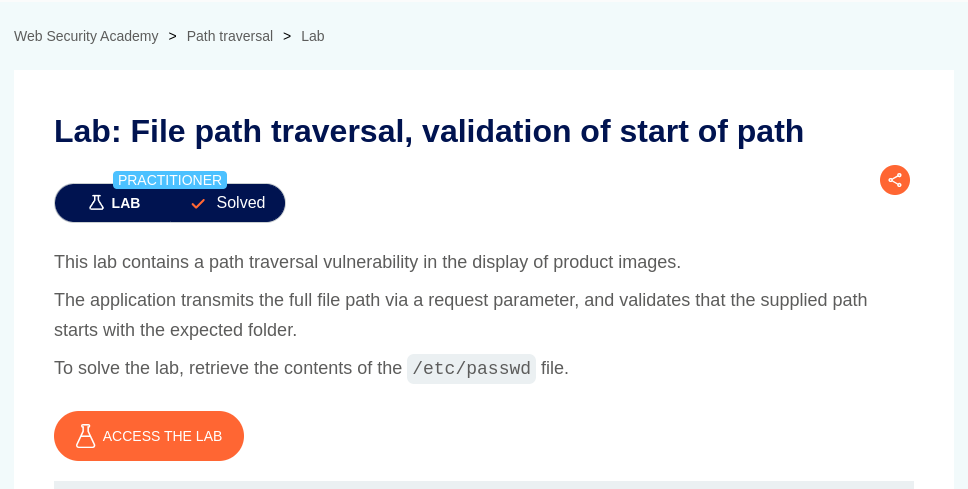 Web Security Academy > Path traversal > Lab
Lab: File path traversal, validation of start of path
PRACTITIONER
LAB Solved
This lab contains a path traversal vulnerability in the display of product images.
The application transmits the full file path via a request parameter, and validates that the supplied path
starts with the expected folder.
To solve the lab, retrieve the contents of the /etc/passwd file.
ACCESS THE LAB